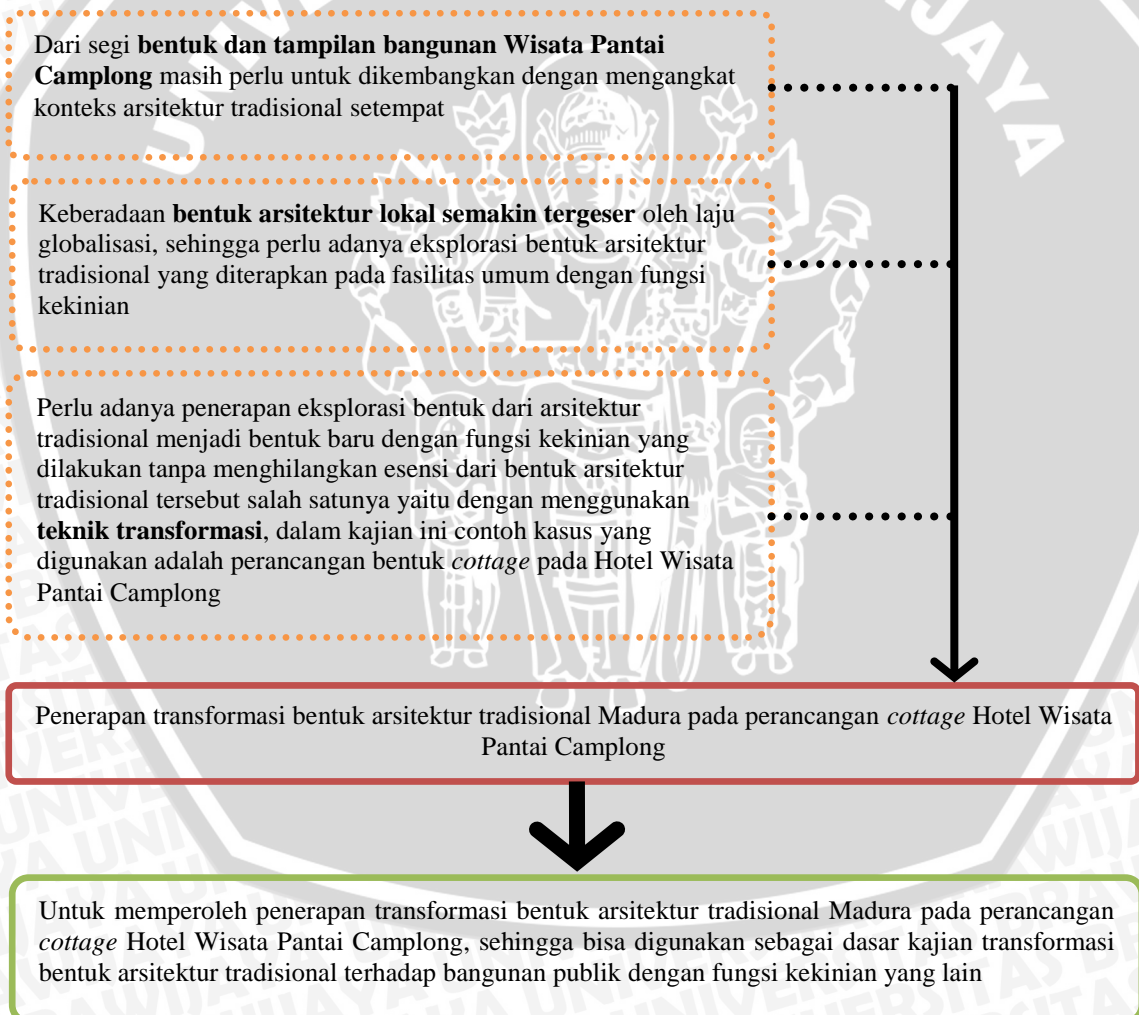 Dari segi bentuk dan tampilan bangunan Wisata Pantai
Camplong masih perlu untuk dikembangkan dengan mengangkat
konteks arsitektur tradisional setempat
Keberadaan bentuk arsitektur lokal semakin tergeser oleh laju
globalisasi, sehingga perlu adanya eksplorasi bentuk arsitektur
tradisional yang diterapkan pada fasilitas umum dengan fungsi
kekinian
Perlu adanya penerapan eksplorasi bentuk dari arsitektur
tradisional menjadi bentuk baru dengan fungsi kekinian yang
dilakukan tanpa menghilangkan esensi dari bentuk arsitektur
tradisional tersebut salah satunya yaitu dengan menggunakan
teknik transformasi, dalam kajian ini contoh kasus yang
digunakan adalah perancangan bentuk cottage pada Hotel Wisata
Pantai Camplong
Penerapan transformasi bentuk arsitektur tradisional Madura pada perancangan cottage Hotel Wisata
Pantai Camplong
Untuk memperoleh penerapan transformasi bentuk arsitektur tradisional Madura pada perancangan
cottage Hotel Wisata Pantai Camplong, sehingga bisa digunakan sebagai dasar kajian transformasi
bentuk arsitektur tradisional terhadap bangunan publik dengan fungsi kekinian yang lain